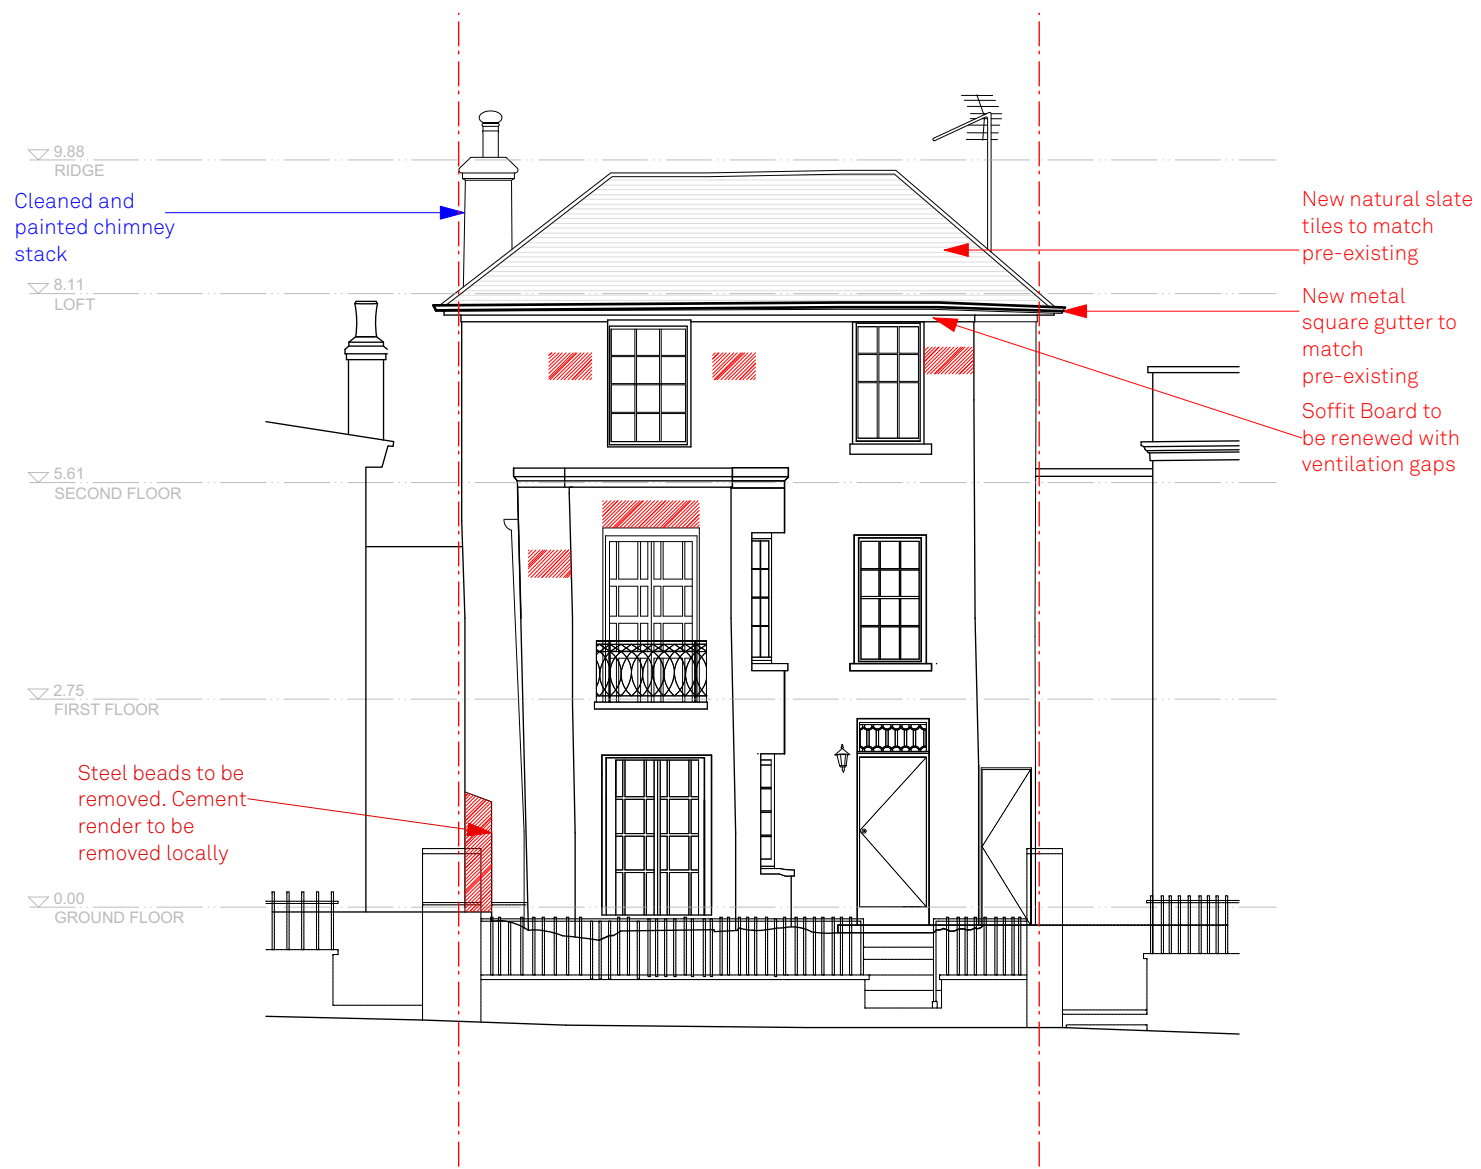 9.88
RIDGE
Cleaned and
painted chimney
stack
New natural slate
tiles to match
pre-existing
8.11
LOFT
New metal
square gutter to
match
pre-existing
Soffit Board to
be renewed with
ventilation gaps
5.61
SECOND FLOOR
2.75
FIRST FLOOR
Steel beads to be
removed. Cement
render to be
removed locally
0.00
GROUND FLOOR